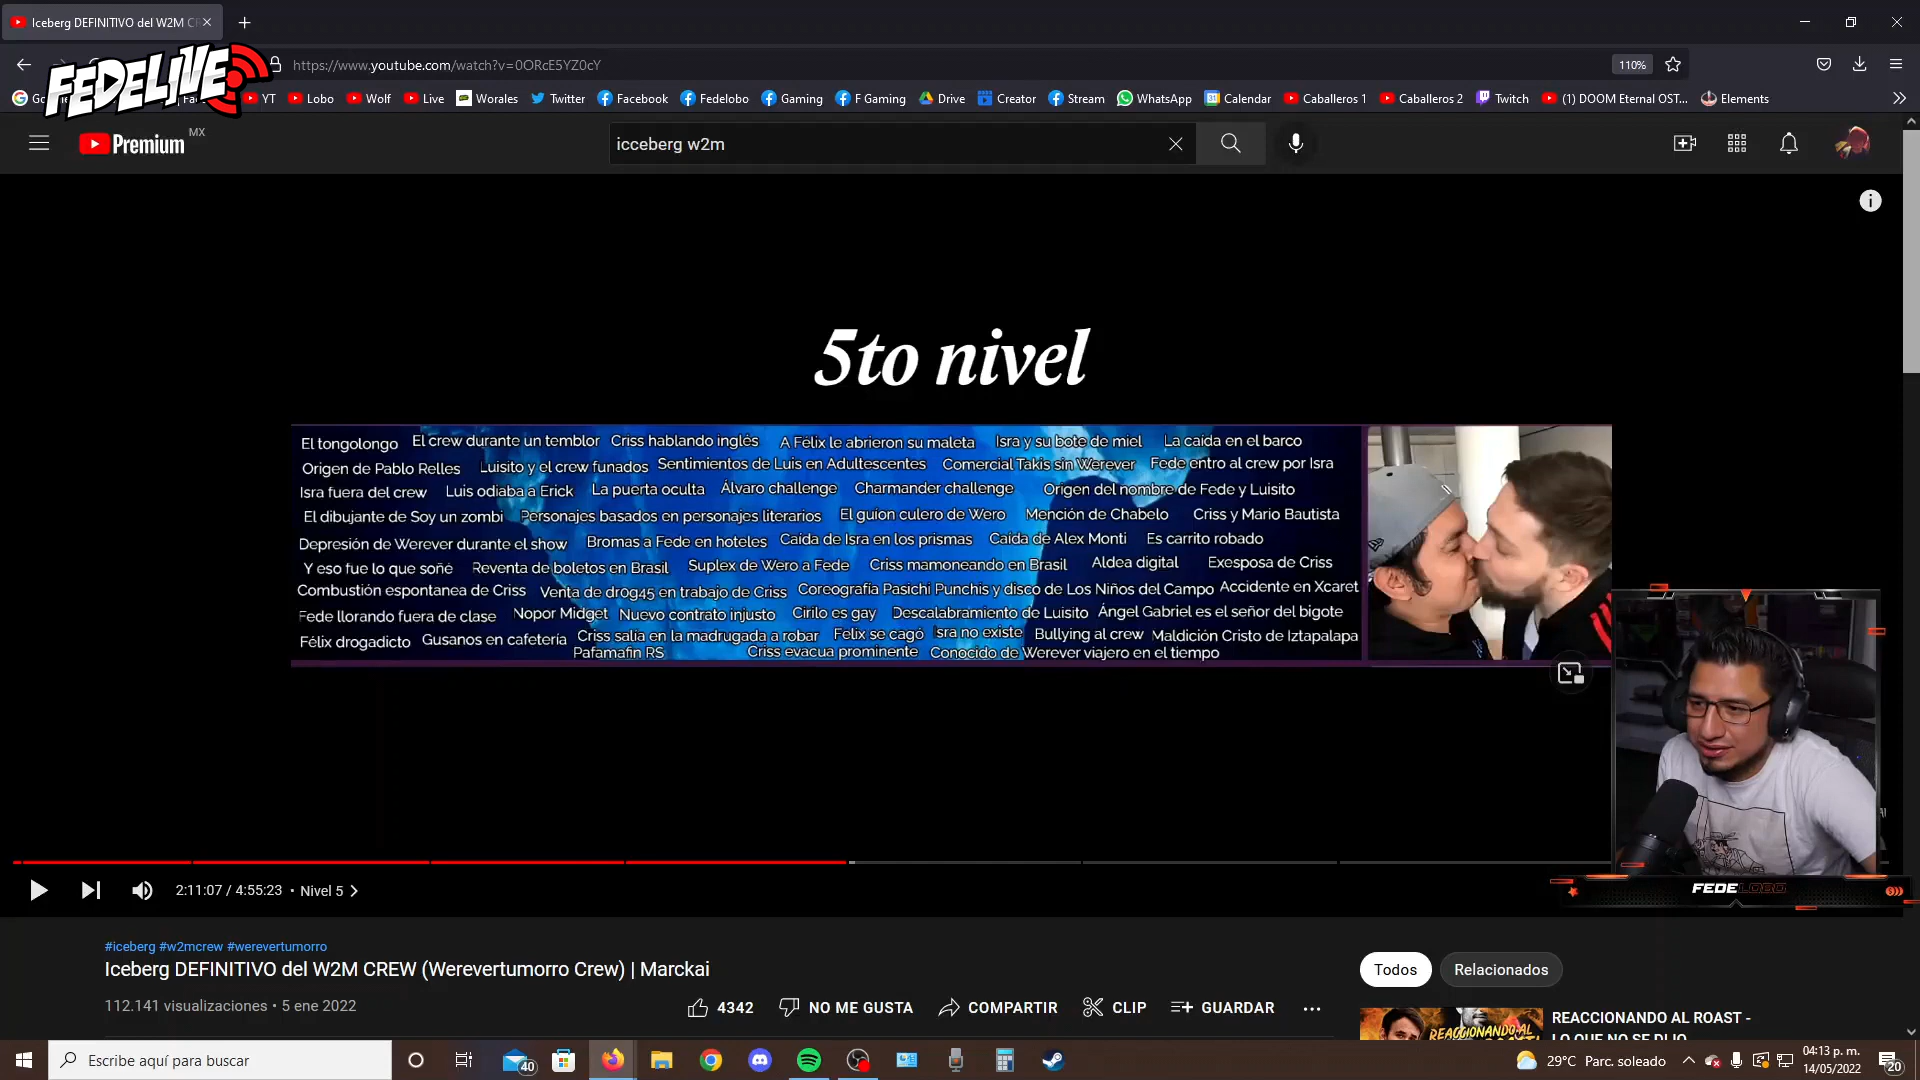 Iceberg DEFINITIVO del W2M C
FEDELIVE
https://www.youtube.com/watch?v=0ORcE5YZ0cY
110%
YT
Lobo
Wolf
Live
Worales
Twitter
Facebook
Fedelobo
Gaming
F Gaming
Drive
Creator
Stream
WhatsApp
Calendar
Caballeros 1
Caballeros 2
Twitch
(1) DOOM Eternal OST...
Elements
Premium MX
icceberg w2m
5to nivel
El tongolongo El crew durante un temblor Criss hablando inglés A Félix le abrieron su maleta Isra y su bote de miel La caída en el barco
Origen de Pablo Relles Luisito y el crew funados Sentimientos de Luis en Adultescentes Comercial Takis sin Werever Fede entro al crew por Isra
Isra fuera del crew Luis odiaba a Erick La puerta oculta Álvaro challenge Charmander challenge Origen del nombre de Fede y Luisito
El dibujante de Soy un zombi Personajes basados en personajes literarios El guion culero de Wero Mención de Chabelo Criss y Mario Bautista
Depresión de Werever durante el show Bromas a Fede en hoteles Caída de Isra en los prismas Caída de Alex Monti Es carrito robado
Y eso fue lo que soñé Reventa de boletos en Brasil Suplex de Wero a Fede Criss mamoneando en Brasil Aldea digital Exesposa de Criss
Combustión espontanea de Criss Venta de drog45 en trabajo de Criss Coreografía Pasichi Punchis y disco de Los Niños del Campo Accidente en Xcaret
Fede llorando fuera de clase Nopor Midget Nuevo contrato injusto Cirilo es gay Descalabramiento de Luisito Ángel Gabriel es el señor del bigote
Félix drogadicto Gusanos en cafetería Criss salía en la madrugada a robar Felix se cagó Isra no existe Bullying al crew Maldición Cristo de Iztapalapa
Pafamafin RS Criss evacua prominente Conocido de Werever viajero en el tiempo
FEDELOBO
2:11:07 / 4:55:23 • Nivel 5
#iceberg #w2mcrew #werevertumorro
Iceberg DEFINITIVO del W2M CREW (Werevertumorro Crew) | Marckai
112.141 visualizaciones • 5 ene 2022
4342
NO ME GUSTA
COMPARTIR
CLIP
GUARDAR
Todos
Relacionados
REACCIONANDO AL
REACCIONANDO AL ROAST -
LO QUE NO SE DIJO
Escribe aquí para buscar
40
29°C Parc. soleado
04:13 p. m.
14/05/2022
20